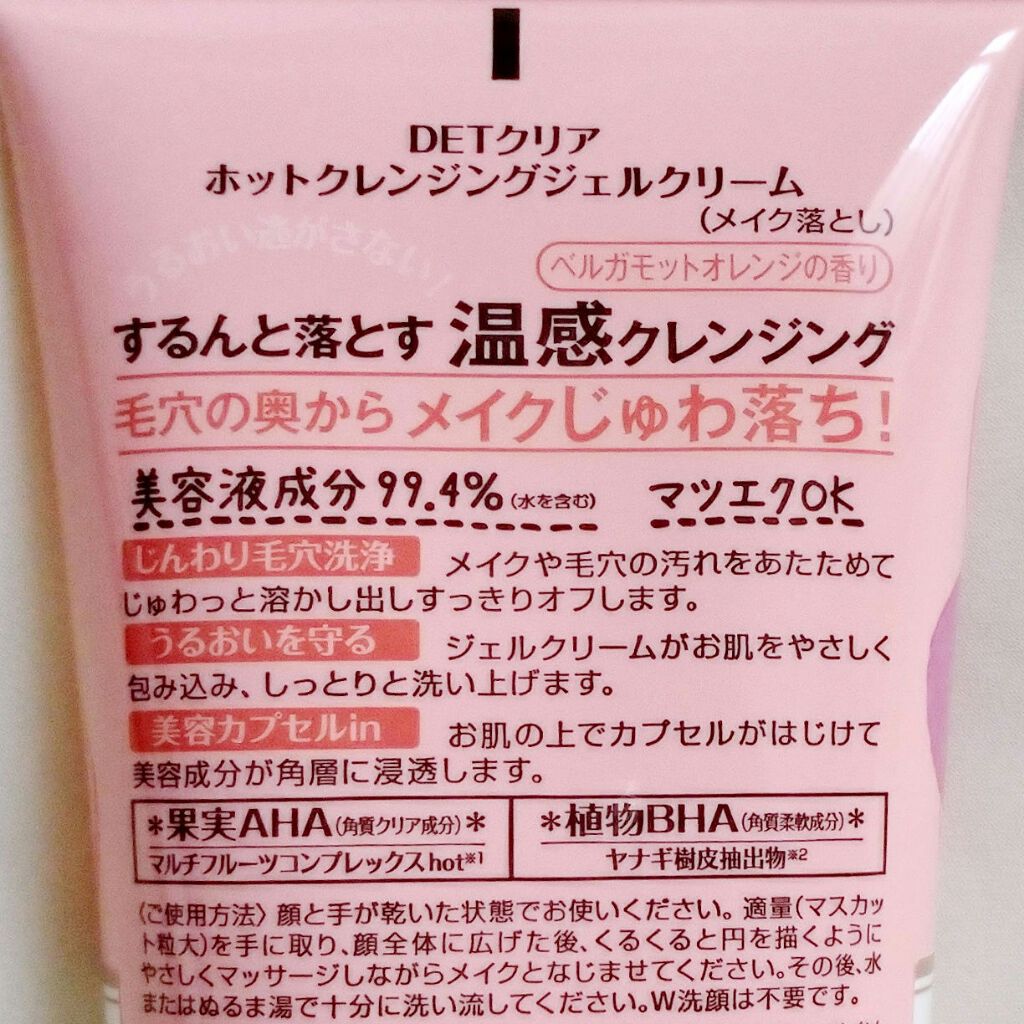 DETクリア
ホットクレンジングジェルクリーム
(メイク落とし)
うるおい逃がさない!
ベルガモットオレンジの香り
するんと落とす 温感クレンジング
毛穴の奥から メイクじゅわ落ち!
美容液成分99.4%(水を含む) マツエクOK
じんわり毛穴洗浄 メイクや毛穴の汚れをあたためて
じゅわっと溶かし出しすっきりオフします。
うるおいを守る ジェルクリームがお肌をやさしく
包み込み、しっとりと洗い上げます。
美容カプセルin お肌の上でカプセルがはじけて
美容成分が角層に浸透します。
*果実AHA(角質クリア成分)* *植物BHA(角質柔軟成分)*
マルチフルーツコンプレックスhot※1 ヤナギ樹皮抽出物※2
〈ご使用方法〉顔と手が乾いた状態でお使いください。適量(マスカッ
ト粒大)を手に取り、顔全体に広げた後、くるくると円を描くように
やさしくマッサージしながらメイクとなじませてください。その後、水
またはぬるま湯で十分に洗い流してください。W洗顔は不要です。